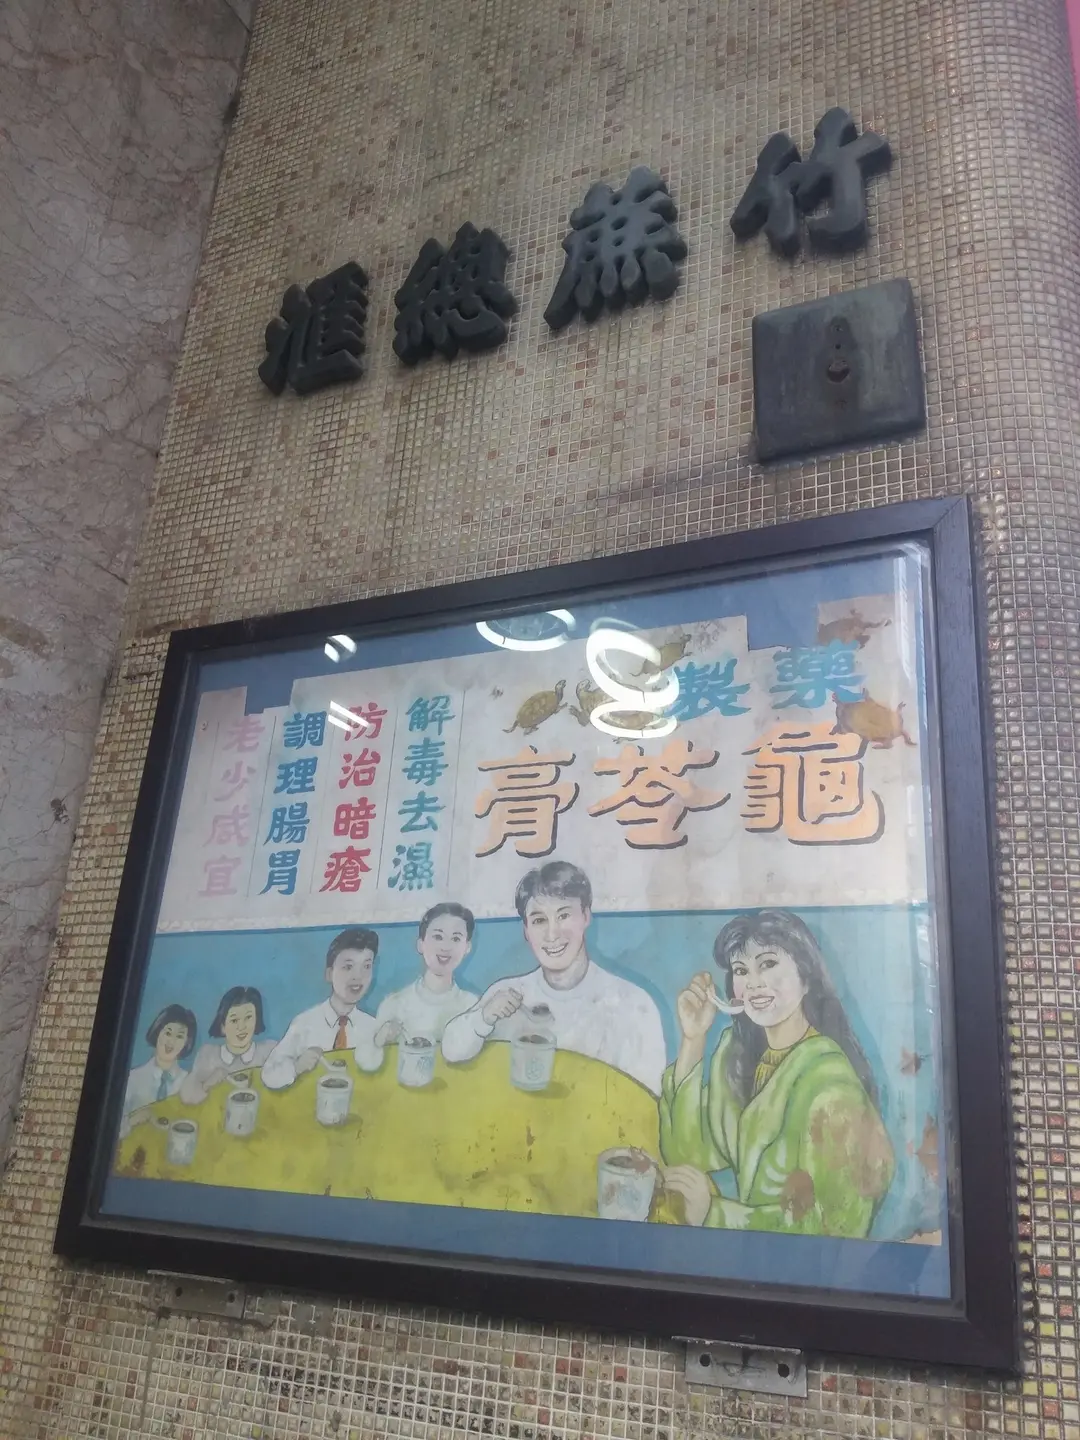 竹蔗總滙
藥製
龜苓膏
解毒去濕
防治暗瘡
調理腸胃
老少咸宜